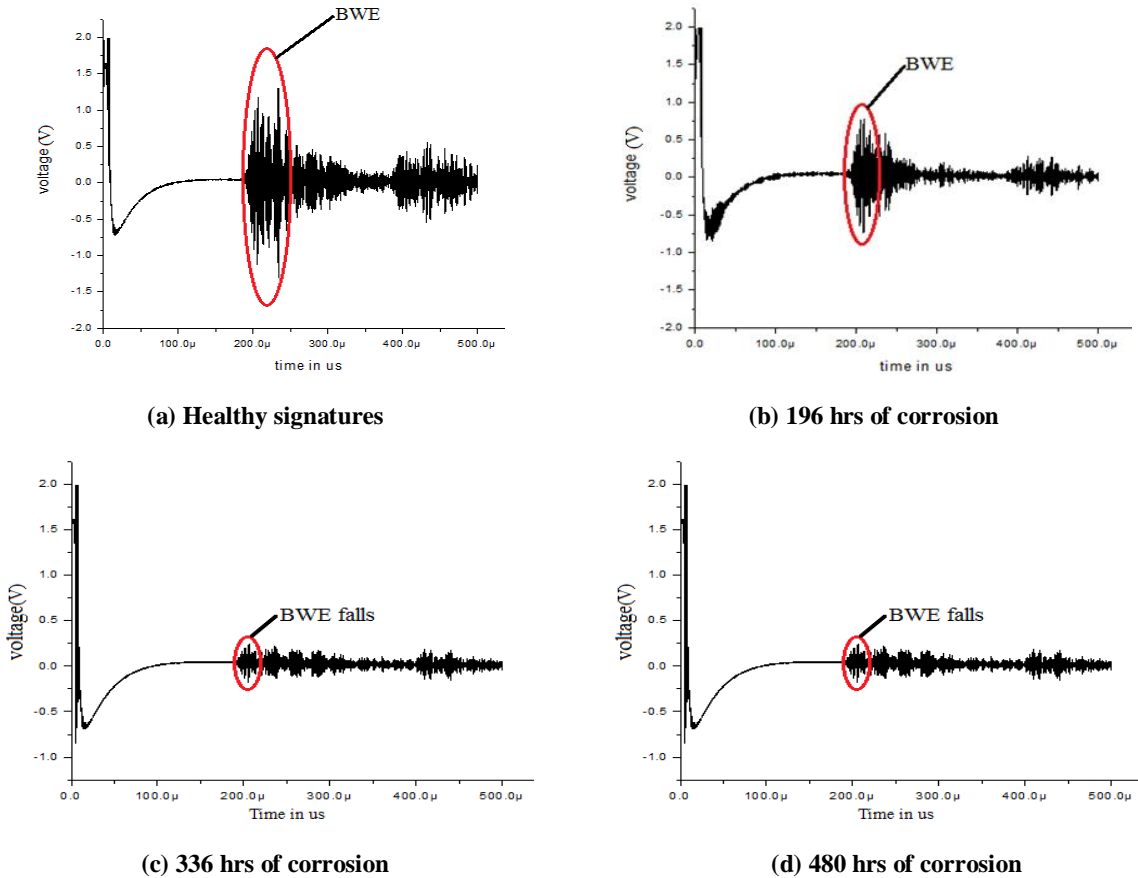 BWE
2.0
1.5
1.0
0.5
0.0
-0.5
-1.0
-1.5
-2.0
voltage (V)
0.0 100.0µ 200.0µ 300.0µ 400.0µ 500.0µ
time in us
(a) Healthy signatures
BWE
2.0
1.5
1.0
0.5
0.0
-0.5
-1.0
-1.5
-2.0
voltage (V)
0.0 100.0µ 200.0µ 300.0µ 400.0µ 500.0µ
time in us
(b) 196 hrs of corrosion
2.0
1.5
1.0
0.5
0.0
-0.5
-1.0
voltage(V)
BWE falls
0.0 100.0µ 200.0µ 300.0µ 400.0µ 500.0µ
Time in us
(c) 336 hrs of corrosion
2.0
1.5
1.0
0.5
0.0
-0.5
-1.0
voltage(V)
BWE falls
0.0 100.0µ 200.0µ 300.0µ 400.0µ 500.0µ
Time in us
(d) 480 hrs of corrosion